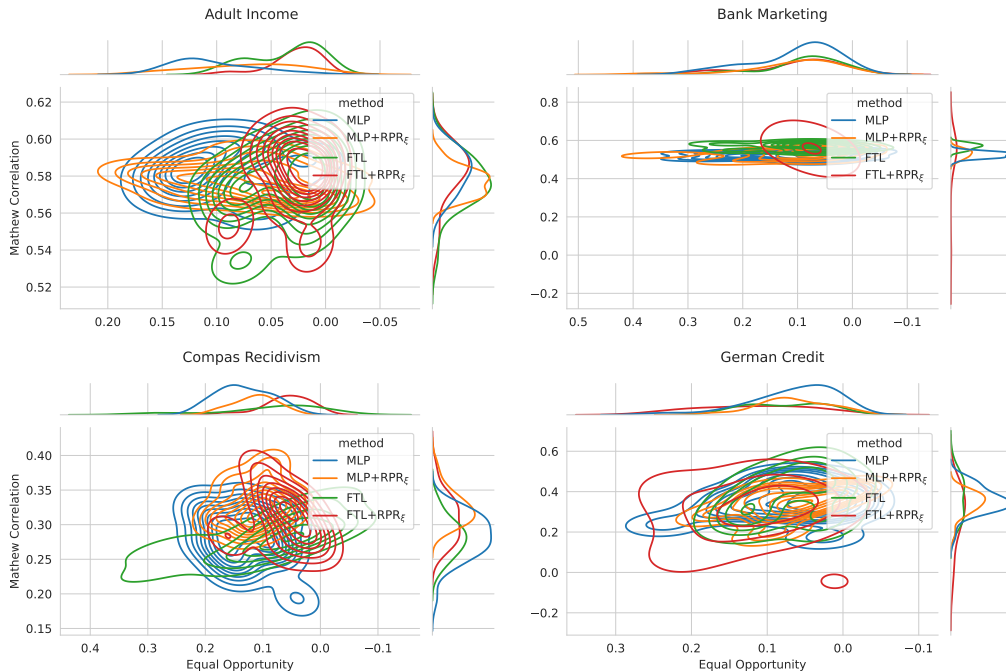 Adult Income
Mathew Correlation
0.62
0.60
0.58
0.56
0.54
0.52
0.20 0.15 0.10 0.05 0.00 −0.05
method
MLP
MLP+RPRξ
FTL
FTL+RPRξ
Bank Marketing
0.8
0.6
0.4
0.2
0.0
−0.2
0.5 0.4 0.3 0.2 0.1 0.0 −0.1
method
MLP
MLP+RPRξ
FTL
FTL+RPRξ
Compas Recidivism
Mathew Correlation
0.40
0.35
0.30
0.25
0.20
0.15
0.4 0.3 0.2 0.1 0.0 −0.1
Equal Opportunity
method
MLP
MLP+RPRξ
FTL
FTL+RPRξ
German Credit
0.6
0.4
0.2
0.0
−0.2
0.3 0.2 0.1 0.0 −0.1
Equal Opportunity
method
MLP
MLP+RPRξ
FTL
FTL+RPRξ